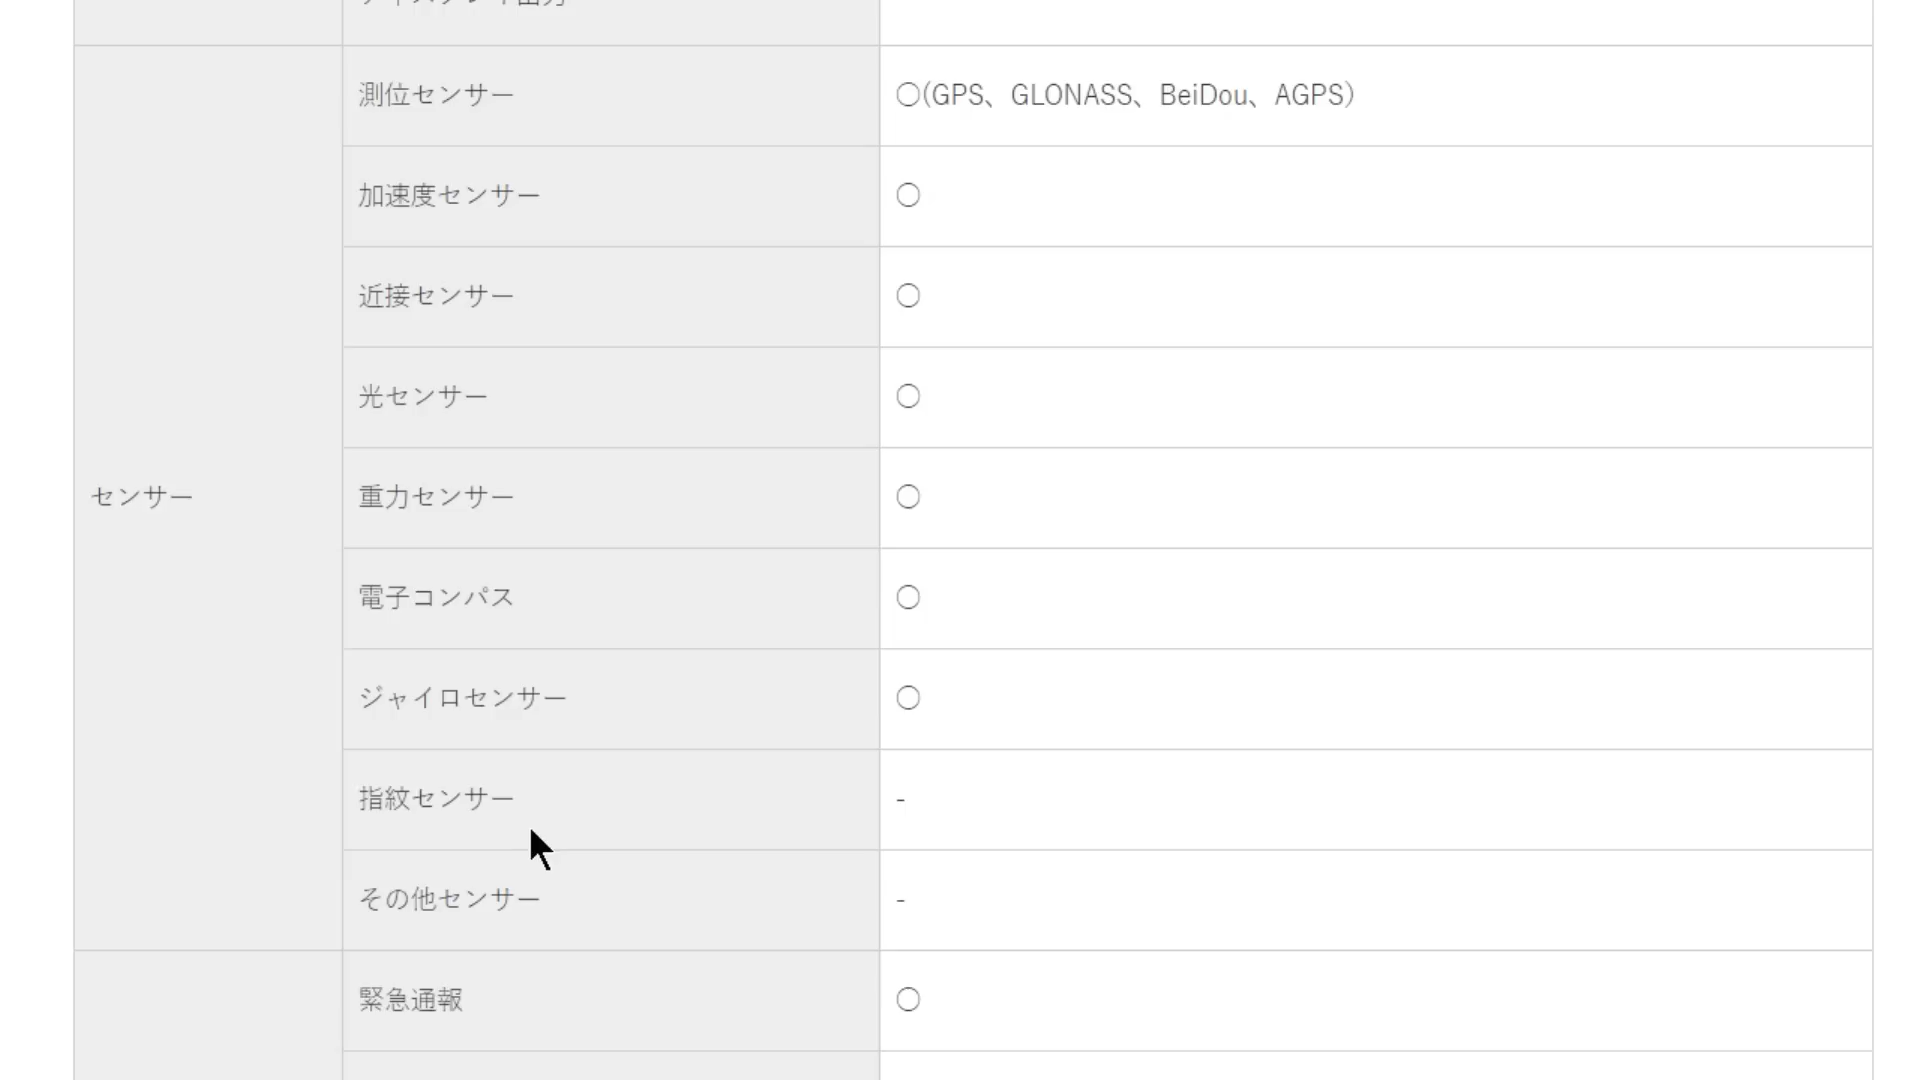 測位センサー ○(GPS、GLONASS、BeiDou、AGPS）
加速度センサー ○
近接センサー ○
光センサー ○
センサー 重力センサー ○
電子コンパス ○
ジャイロセンサー ○
指紋センサー -
その他センサー -
緊急通報 ○